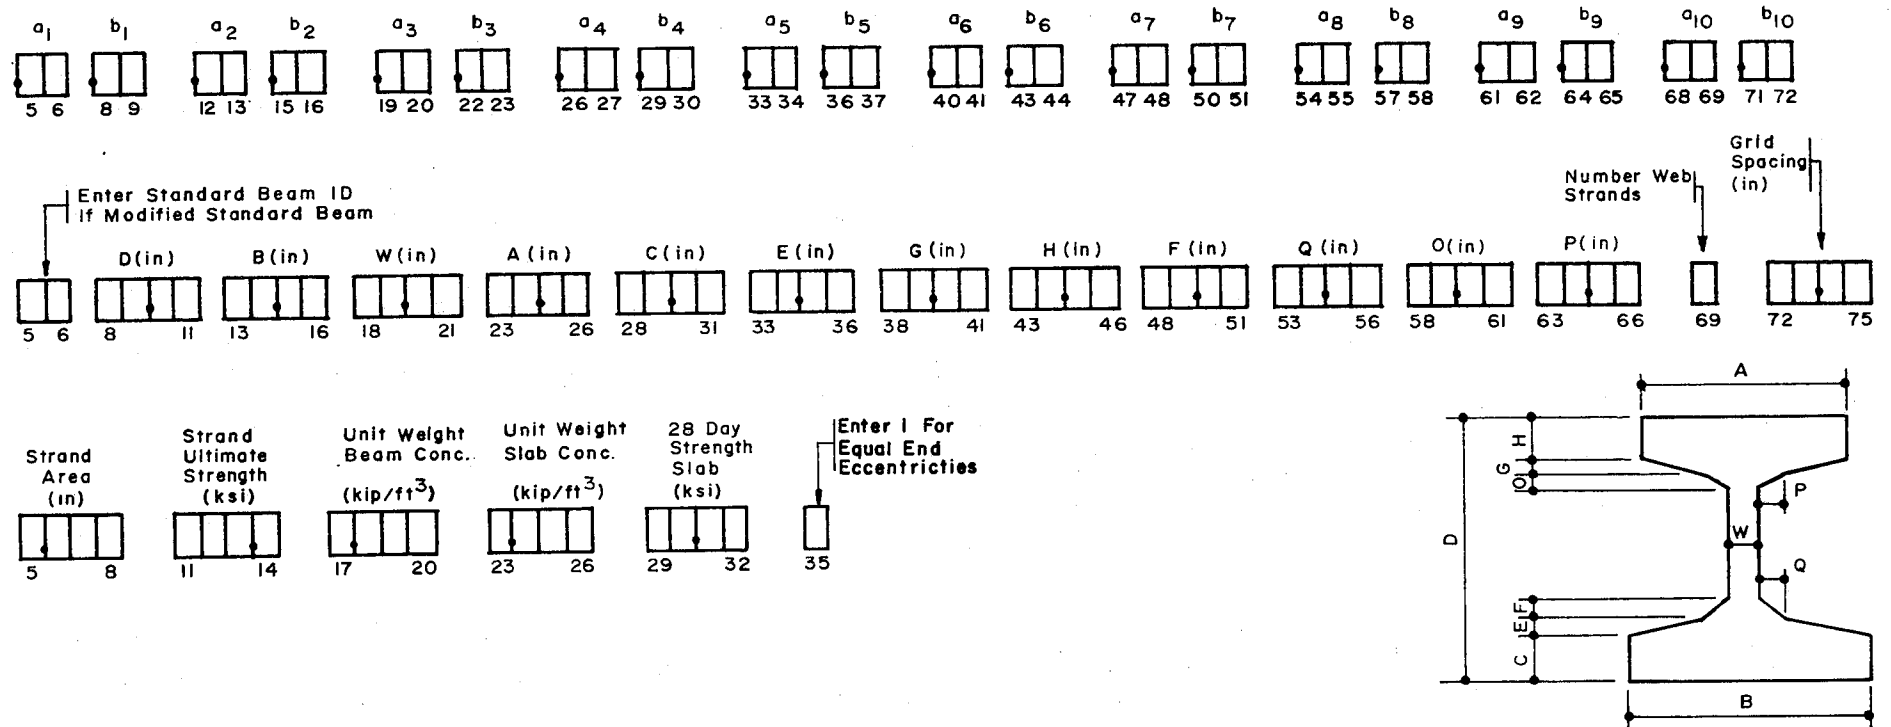 a1 b1 a2 b2 a3 b3 a4 b4 a5 b5 a6 b6 a7 b7 a8 b8 a9 b9 a10 b10
5 6 8 9 12 13 15 16 19 20 22 23 26 27 29 30 33 34 36 37 40 41 43 44 47 48 50 51 54 55 57 58 61 62 64 65 68 69 71 72
Enter Standard Beam ID
If Modified Standard Beam
Number Web
Strands
Grid
Spacing
(in)
D(in) B(in) W(in) A(in) C(in) E(in) G(in) H(in) F(in) Q(in) O(in) P(in)
5 6 8 11 13 16 18 21 23 26 28 31 33 36 38 41 43 46 48 51 53 56 58 61 63 66 69 72 75
Strand
Area
(in)
Strand
Ultimate
Strength
(ksi)
Unit Weight
Beam Conc.
(kip/ft3)
Unit Weight
Slab Conc.
(kip/ft3)
28 Day
Strength
Slab
(ksi)
Enter 1 For
Equal End
Eccentricties
5 8 11 14 17 20 23 26 29 32 35
A
H
G
O
P
D
W
Q
F
E
C
B